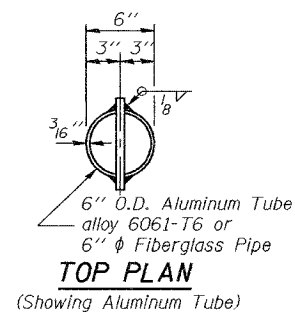 6''
3'' 3''
1/8
3/16''
6'' O.D. Aluminum Tube
alloy 6061-T6 or
6'' ϕ Fiberglass Pipe
TOP PLAN
(Showing Aluminum Tube)